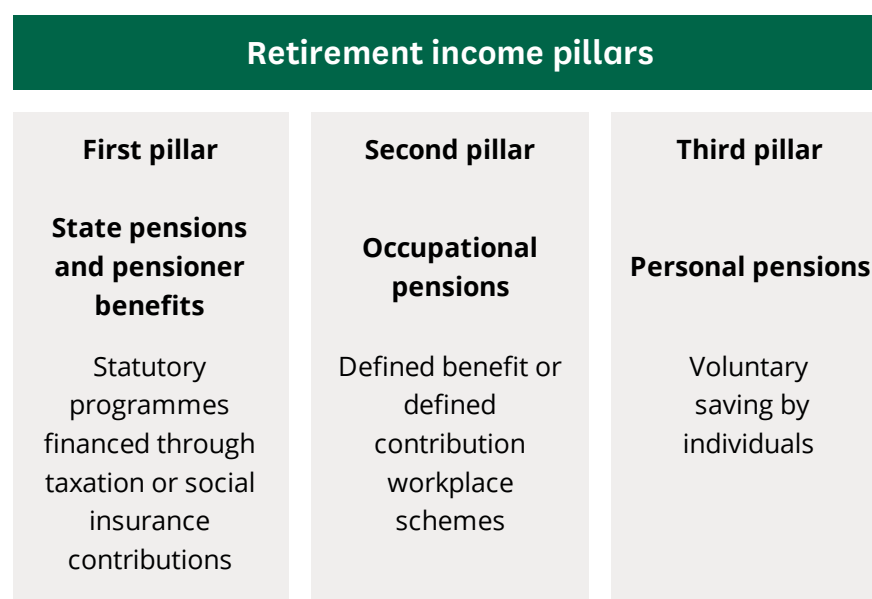 Retirement income pillars
First pillar
State pensions
and pensioner
benefits
Statutory
programmes
financed through
taxation or social
insurance
contributions
Second pillar
Occupational
pensions
Defined benefit or
defined
contribution
workplace
schemes
Third pillar
Personal pensions
Voluntary
saving by
individuals